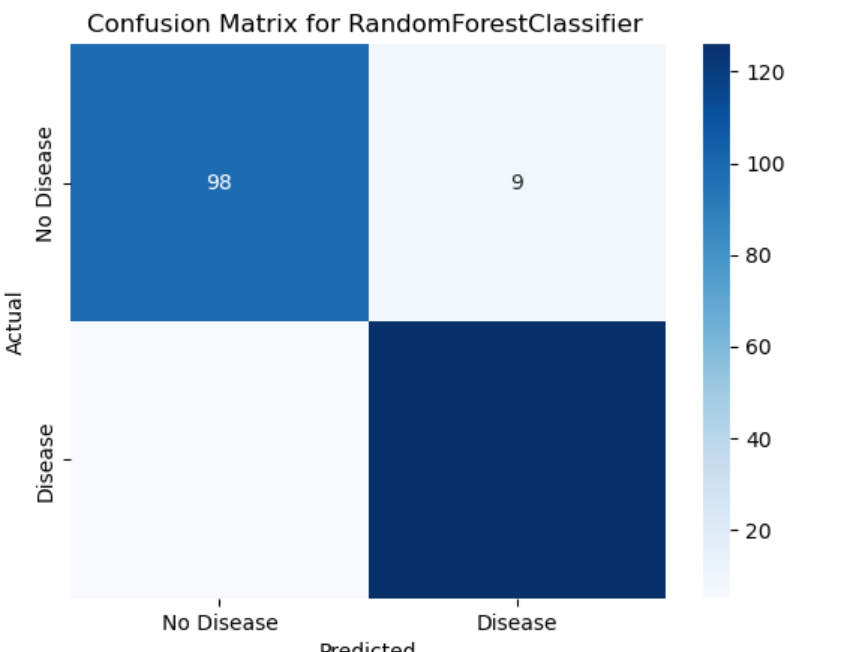 Confusion Matrix for RandomForestClassifier
No Disease
Disease
Actual
98
9
No Disease
Disease
Predicted
120
100
80
60
40
20